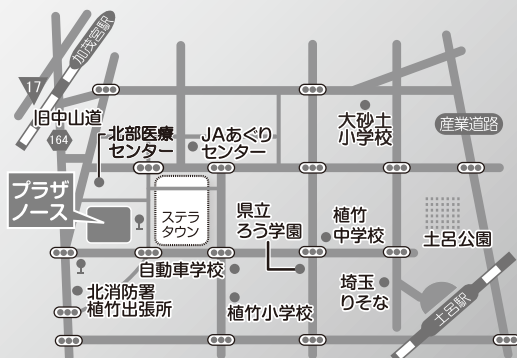 加茂宮駅
17
旧中山道
164
北部医療
センター
JAあぐり
センター
大砂土
小学校
産業道路
プラザ
ノース
ステラ
タウン
県立
ろう学園
植竹
中学校
土呂公園
自動車学校
北消防署
植竹出張所
植竹小学校
埼玉
りそな
土呂駅